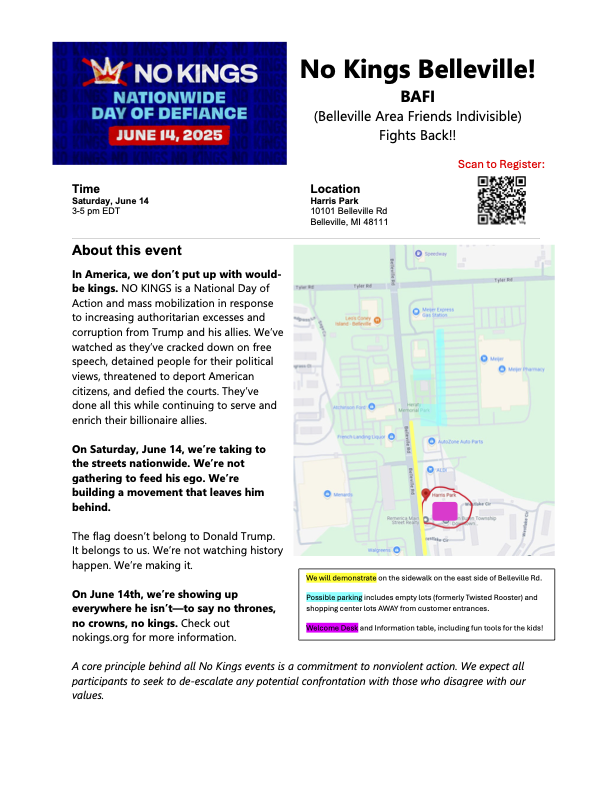 NO KINGS
NATIONWIDE
DAY OF DEFIANCE
JUNE 14, 2025
No Kings Belleville!
BAFI
(Belleville Area Friends Indivisible)
Fights Back!!
Scan to Register:
Time
Saturday, June 14
3-5 pm EDT
Location
Harris Park
10101 Belleville Rd
Belleville, MI 48111
About this event
In America, we don’t put up with would-
be kings. NO KINGS is a National Day of
Action and mass mobilization in response
to increasing authoritarian excesses and
corruption from Trump and his allies. We’ve
watched as they’ve cracked down on free
speech, detained people for their political
views, threatened to deport American
citizens, and defied the courts. They’ve
done all this while continuing to serve and
enrich their billionaire allies.
On Saturday, June 14, we’re taking to
the streets nationwide. We’re not
gathering to feed his ego. We’re
building a movement that leaves him
behind.
The flag doesn’t belong to Donald Trump.
It belongs to us. We’re not watching history
happen. We’re making it.
On June 14th, we’re showing up
everywhere he isn’t—to say no thrones,
no crowns, no kings. Check out
nokings.org for more information.
Speedway
Tyler Rd
Tyler Rd
Belleville Rd
Meijer Express
Gas Station
Leo's Coney
Island - Belleville
Meijer
Meijer Pharmacy
French Landing Liquor
AutoZone Auto Parts
Belleville Rd
ALDI
Menards
Harris Park
Walgreens
We will demonstrate on the sidewalk on the east side of Belleville Rd.
Possible parking includes empty lots (formerly Twisted Rooster) and
shopping center lots AWAY from customer entrances.
Welcome Desk and Information table, including fun tools for the kids!
A core principle behind all No Kings events is a commitment to nonviolent action. We expect all
participants to seek to de-escalate any potential confrontation with those who disagree with our
values.